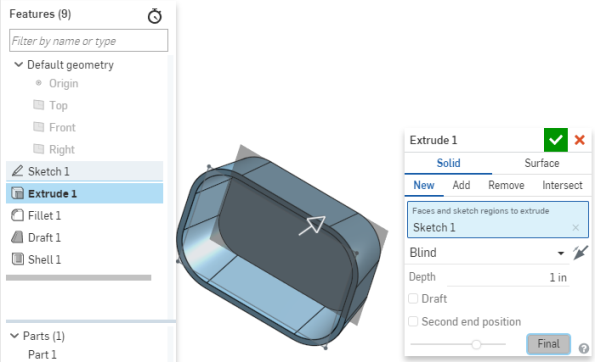 Features (9)
Filter by name or type
Default geometry
Origin
Top
Front
Right
Sketch 1
Extrude 1
Fillet 1
Draft 1
Shell 1
Parts (1)
Part 1
Extrude 1
Solid Surface
New Add Remove Intersect
Faces and sketch regions to extrude
Sketch 1
Blind
Depth 1 in
Draft
Second end position
Final